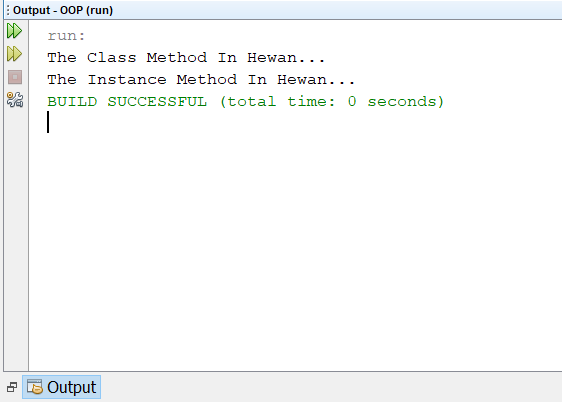 Output - OOP (run)
run:
The Class Method In Hewan...
The Instance Method In Hewan...
BUILD SUCCESSFUL (total time: 0 seconds)
Output